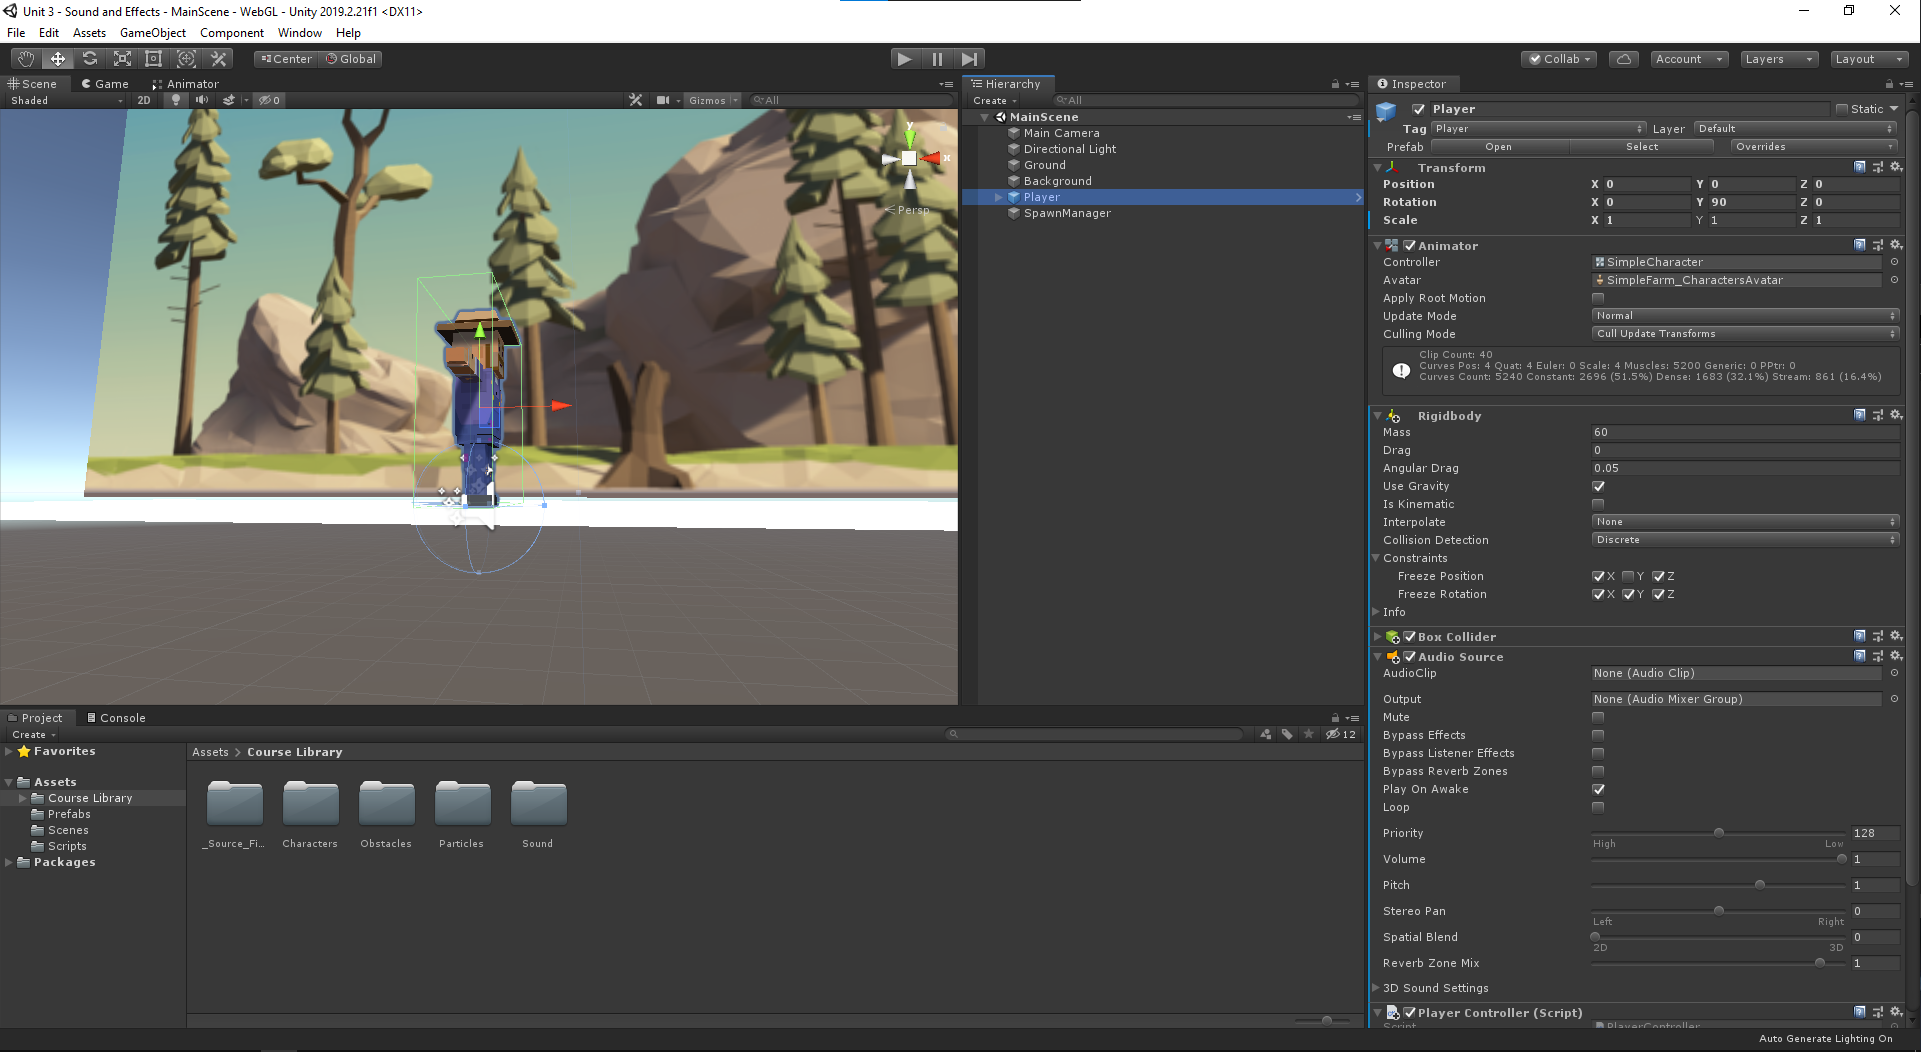 Unit 3 - Sound and Effects - MainScene - WebGL - Unity 2019.2.21f1 <DX11>
File Edit Assets GameObject Component Window Help
Center Global
Collab Account Layers Layout
Scene Game Animator
Shaded 2D 0 Gizmos All
y
x
Persp
Hierarchy
Create All
MainScene
Main Camera
Directional Light
Ground
Background
Player
SpawnManager
Inspector
Player Static
Tag Player Layer Default
Prefab Open Select Overrides
Transform
Position X 0 Y 0 Z 0
Rotation X 0 Y 90 Z 0
Scale X 1 Y 1 Z 1
Animator
Controller SimpleCharacter
Avatar SimpleFarm_CharactersAvatar
Apply Root Motion
Update Mode Normal
Culling Mode Cull Update Transforms
Clip Count: 40
Curves Pos: 4 Quat: 4 Euler: 0 Scale: 4 Muscles: 5200 Generic: 0 PPtr: 0
Curves Count: 5240 Constant: 2696 (51.5%) Dense: 1683 (32.1%) Stream: 861 (16.4%)
Rigidbody
Mass 60
Drag 0
Angular Drag 0.05
Use Gravity
Is Kinematic
Interpolate None
Collision Detection Discrete
Constraints
Freeze Position X Y Z
Freeze Rotation X Y Z
Info
Box Collider
Audio Source
AudioClip None (Audio Clip)
Output None (Audio Mixer Group)
Mute
Bypass Effects
Bypass Listener Effects
Bypass Reverb Zones
Play On Awake
Loop
Priority 128
High Low
Volume 1
Pitch 1
Stereo Pan 0
Left Right
Spatial Blend 0
2D 3D
Reverb Zone Mix 1
3D Sound Settings
Player Controller (Script)
Script PlayerController
Project Console
Create 12
Favorites
Assets
Course Library
Prefabs
Scenes
Scripts
Packages
Assets > Course Library
_Source_Fi... Characters Obstacles Particles Sound
Auto Generate Lighting On